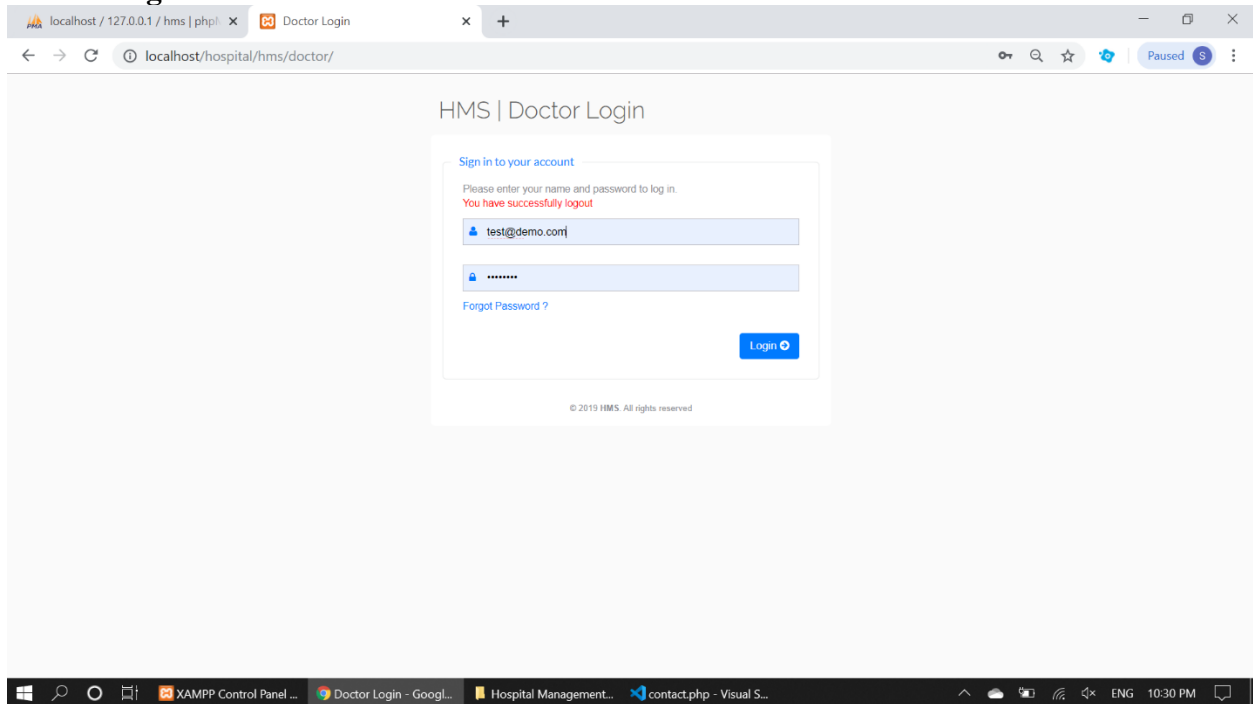 localhost / 127.0.0.1 / hms | phpM
Doctor Login
localhost/hospital/hms/doctor/
Paused S
HMS | Doctor Login
Sign in to your account
Please enter your name and password to log in.
You have successfully logout
test@demo.com
••••••••
Forgot Password ?
Login
© 2019 HMS. All rights reserved
XAMPP Control Panel ... Doctor Login - Googl... Hospital Management... contact.php - Visual S... ENG 10:30 PM